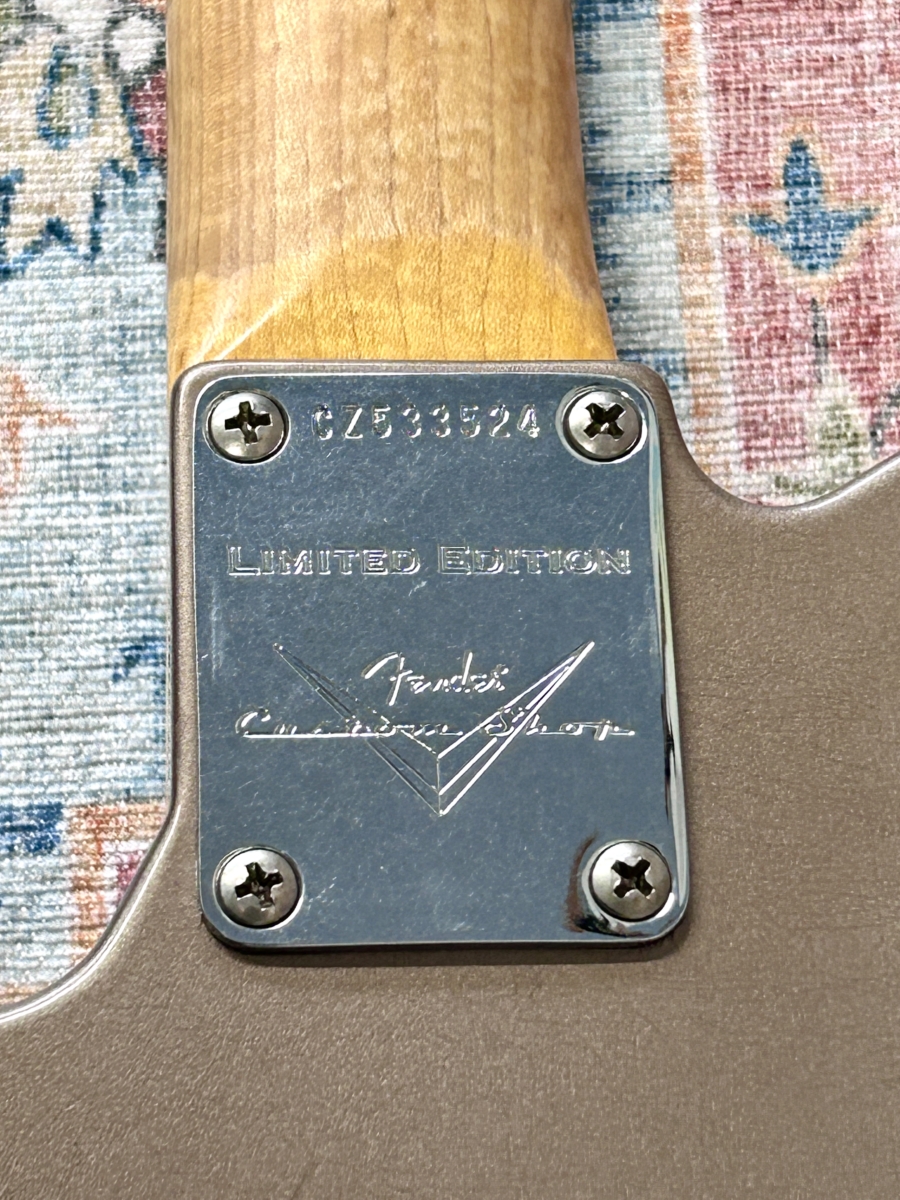 CZ533524
LIMITED EDITION
Fender
Custom Shop